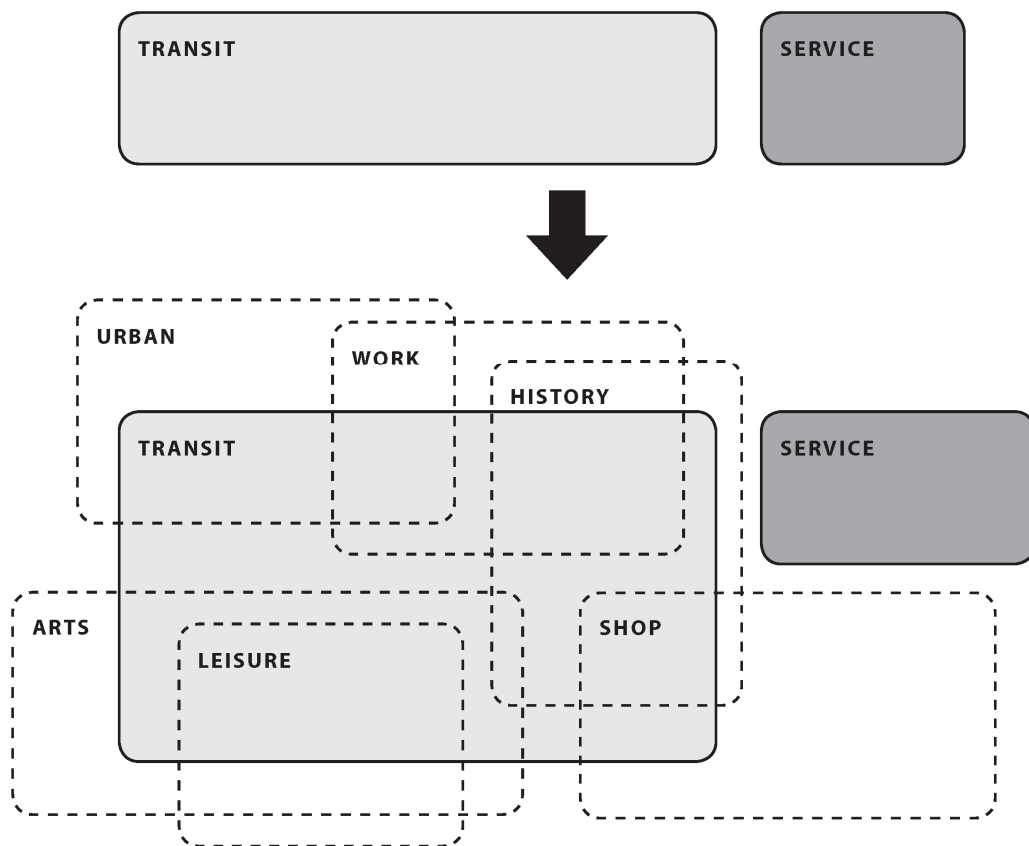 TRANSIT
SERVICE
URBAN
WORK
HISTORY
TRANSIT
SERVICE
ARTS
SHOP
LEISURE